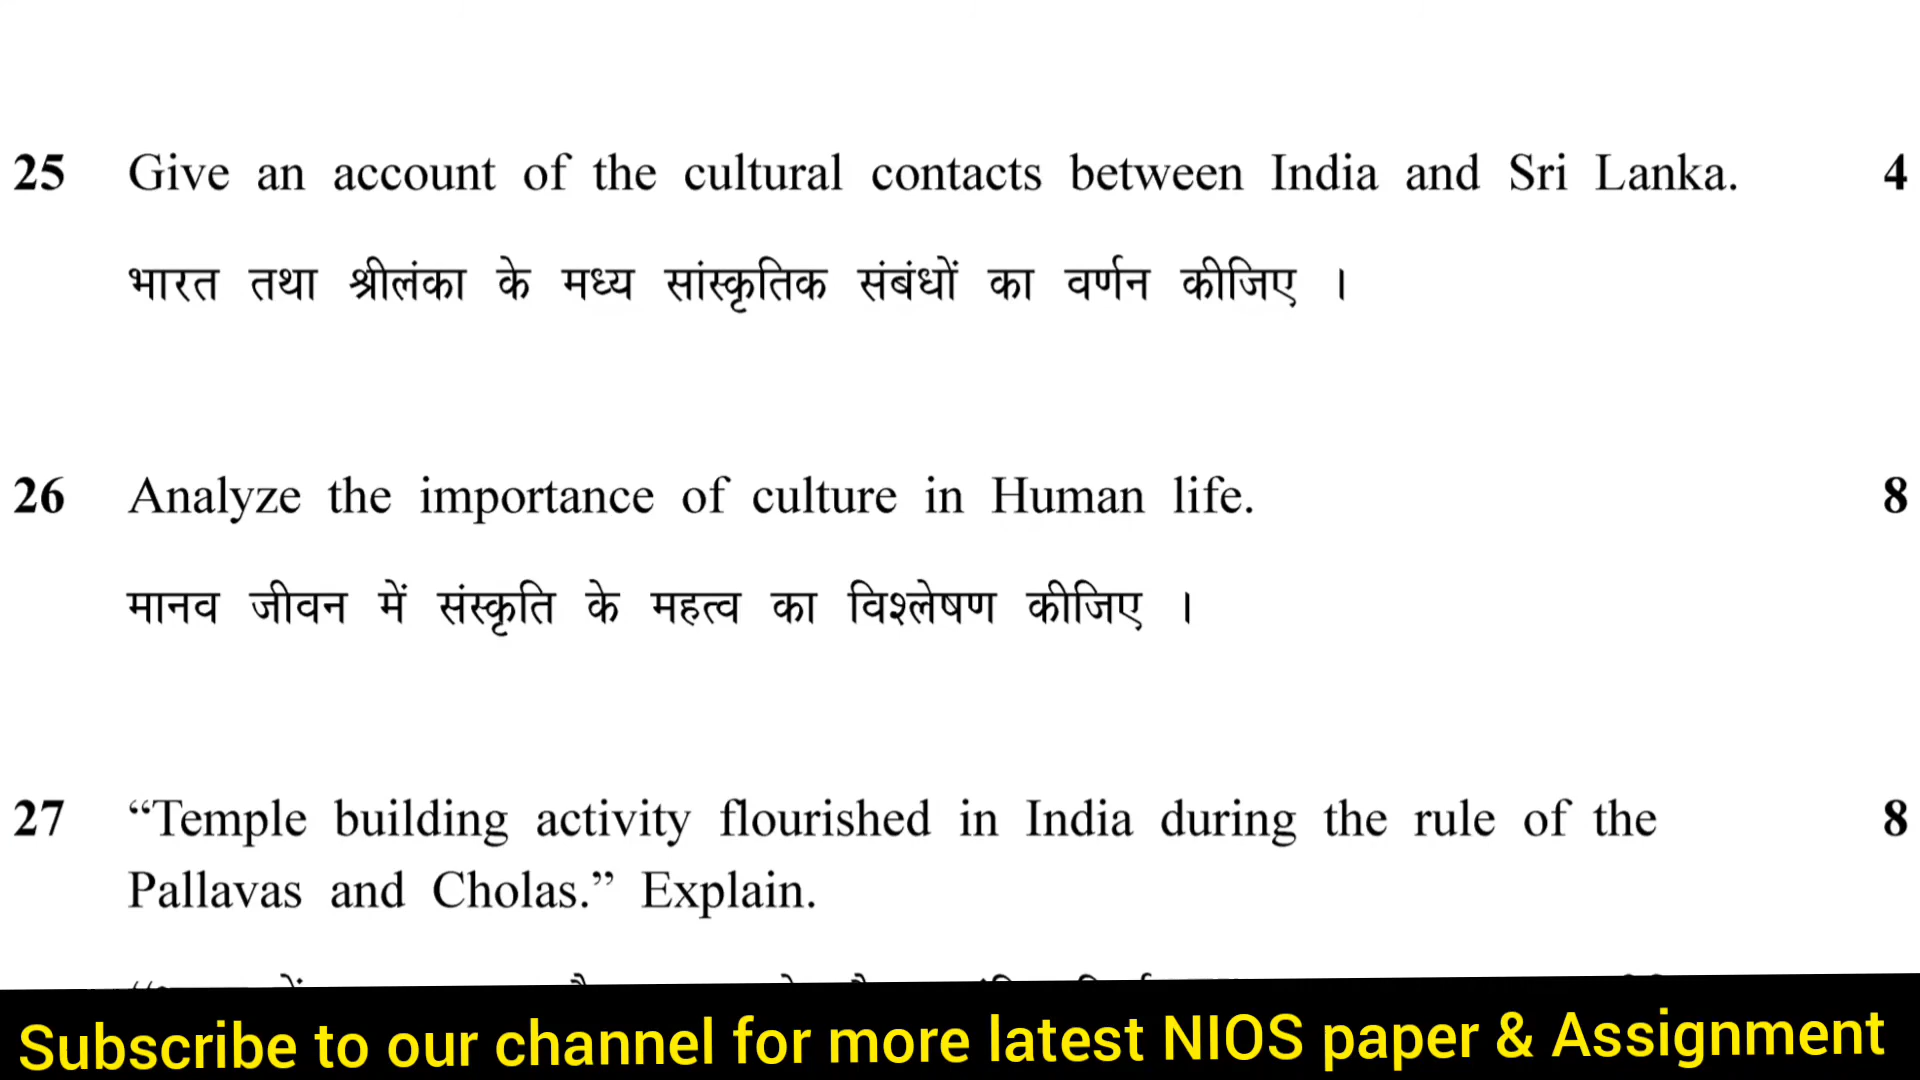 25 Give an account of the cultural contacts between India and Sri Lanka. 4
भारत तथा श्रीलंका के मध्य सांस्कृतिक संबंधों का वर्णन कीजिए ।
26 Analyze the importance of culture in Human life. 8
मानव जीवन में संस्कृति के महत्व का विश्लेषण कीजिए ।
27 “Temple building activity flourished in India during the rule of the 8
Pallavas and Cholas.” Explain.
Subscribe to our channel for more latest NIOS paper & Assignment